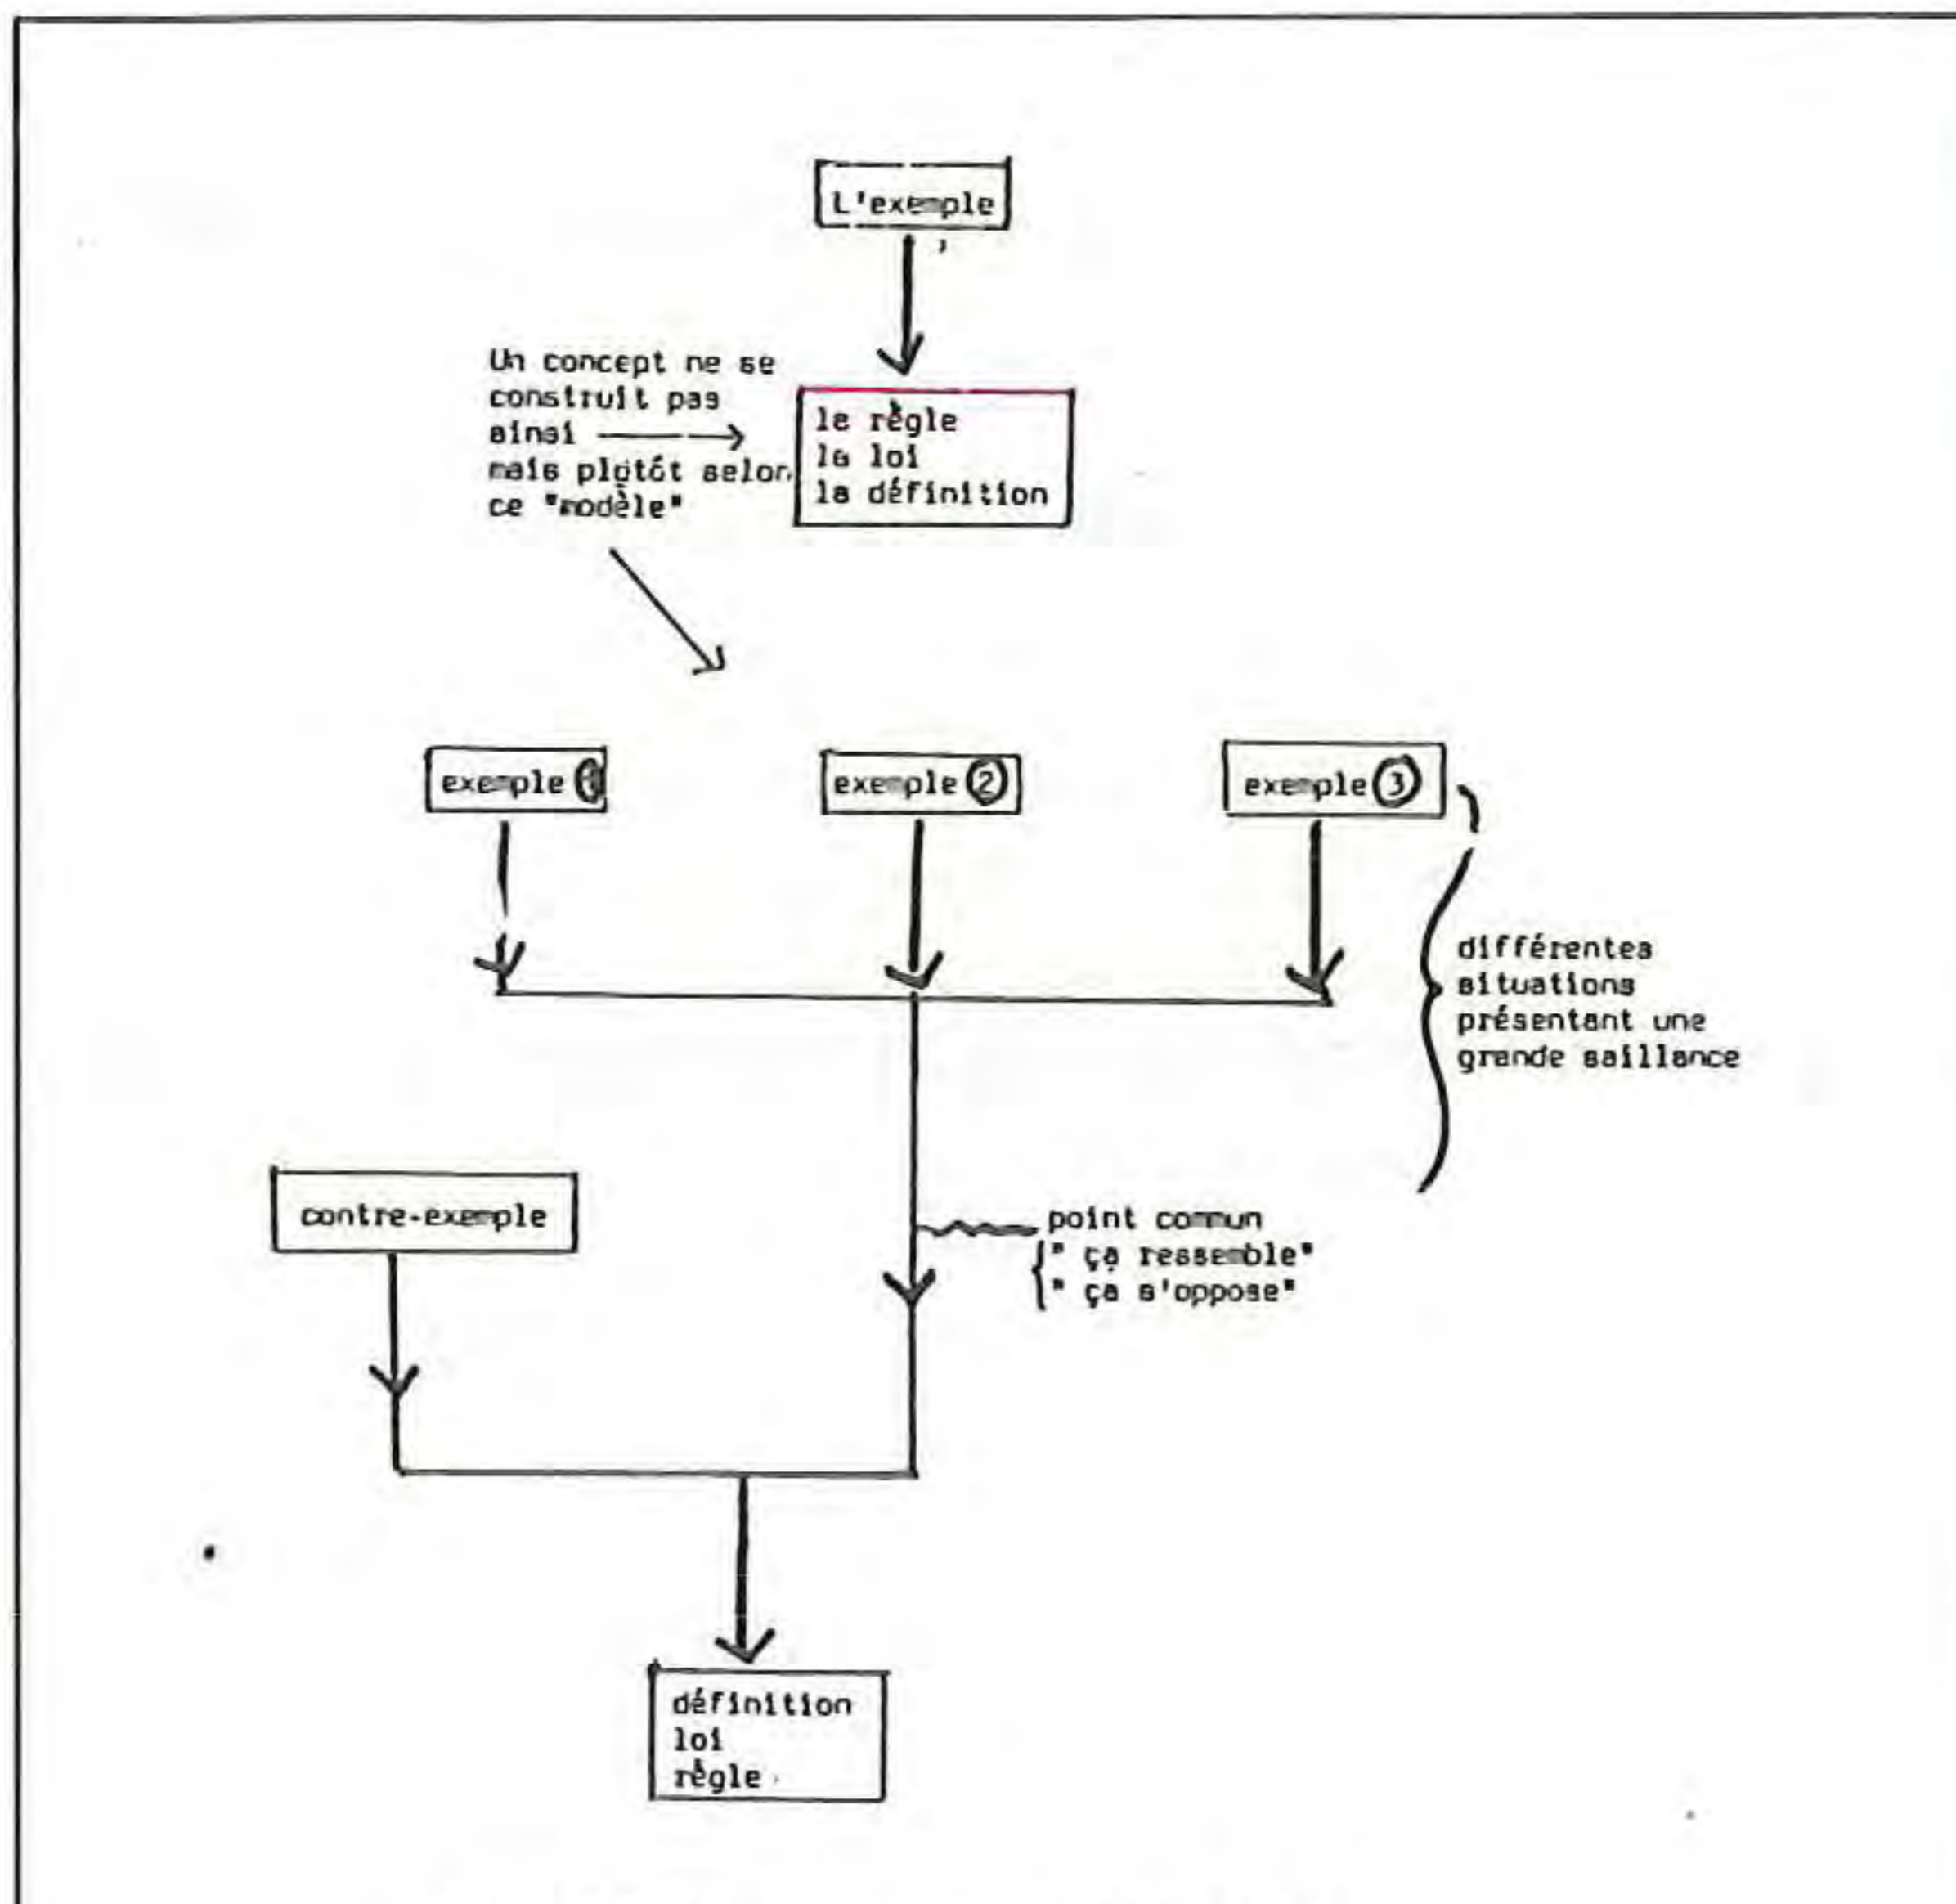 L'exemple
Un concept ne se
construit pas
ainsi
mais plutôt selon
ce "modèle"
la règle
la loi
la définition
exemple 1
exemple 2
exemple 3
différentes
situations
présentant une
grande saillance
contre-exemple
point commun
" ça ressemble"
" ça s'oppose"
définition
loi
règle